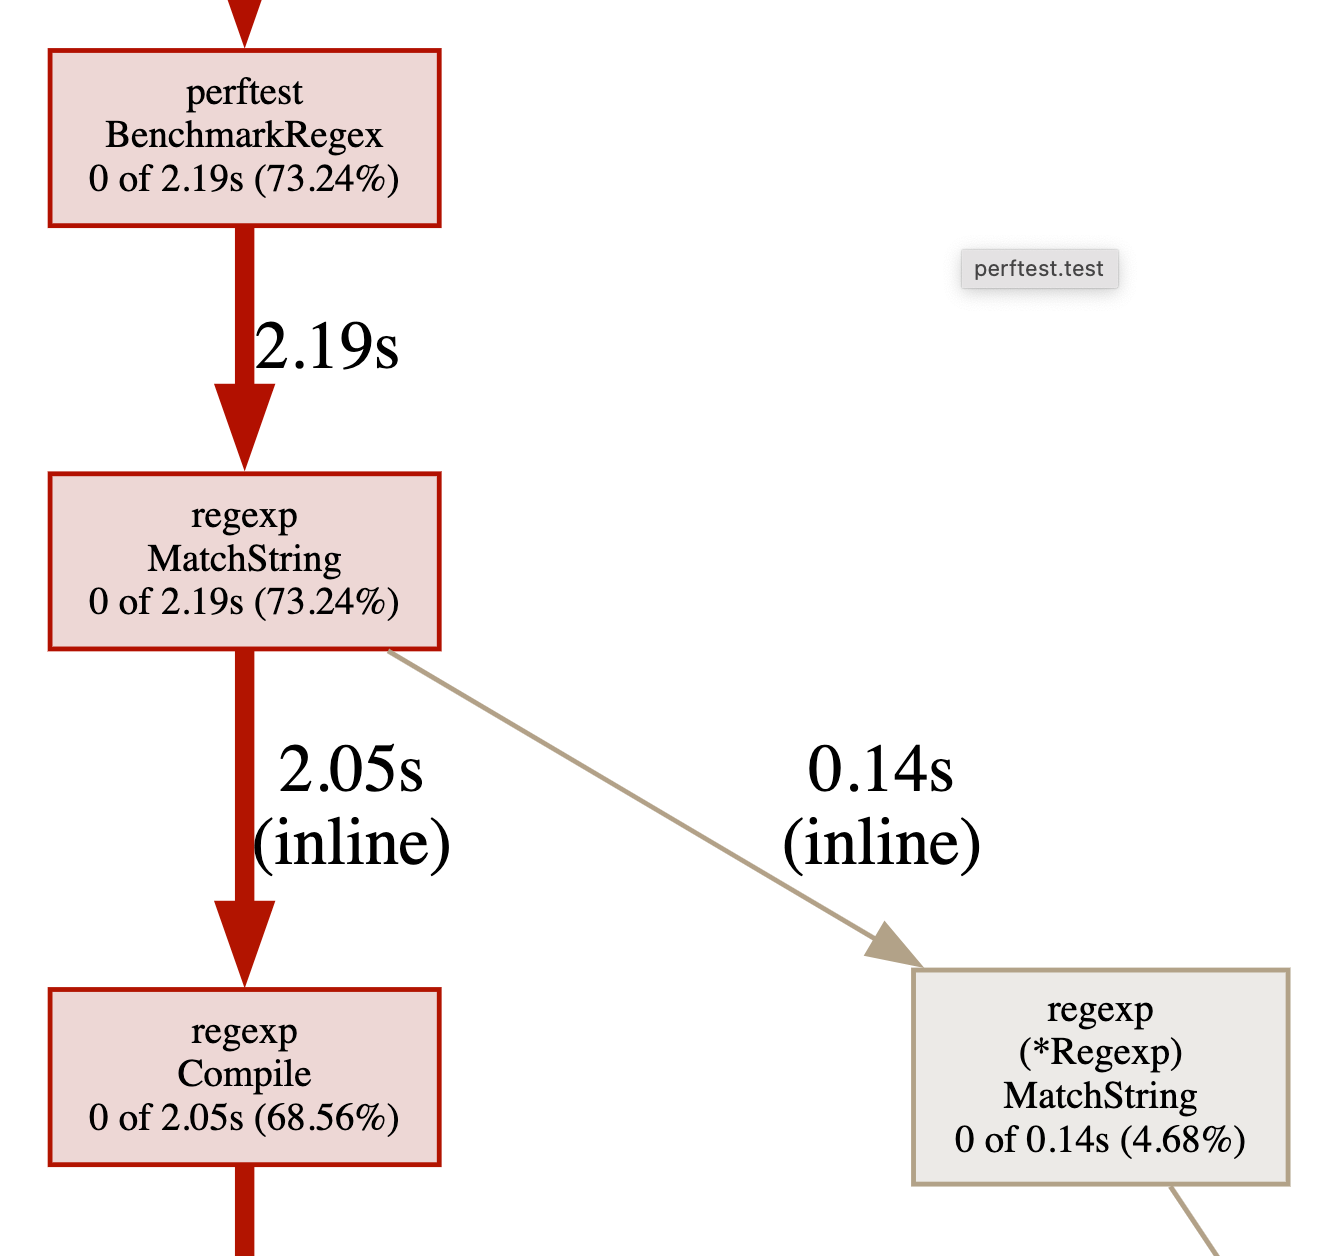 perftest
BenchmarkRegex
0 of 2.19s (73.24%)
perftest.test
2.19s
regexp
MatchString
0 of 2.19s (73.24%)
2.05s
(inline)
0.14s
(inline)
regexp
Compile
0 of 2.05s (68.56%)
regexp
(*Regexp)
MatchString
0 of 0.14s (4.68%)